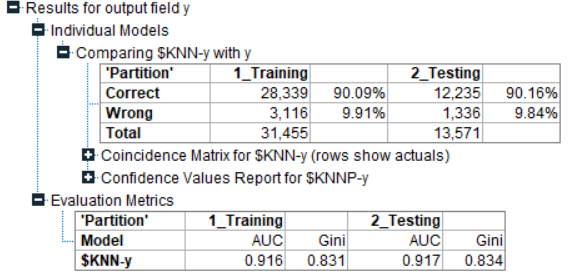 Results for output field y
Individual Models
Comparing $KNN-y with y
'Partition' 1_Training 2_Testing
Correct 28,339 90.09% 12,235 90.16%
Wrong 3,116 9.91% 1,336 9.84%
Total 31,455 13,571
Coincidence Matrix for $KNN-y (rows show actuals)
Confidence Values Report for $KNNP-y
Evaluation Metrics
'Partition' 1_Training 2_Testing
Model AUC Gini AUC Gini
$KNN-y 0.916 0.831 0.917 0.834